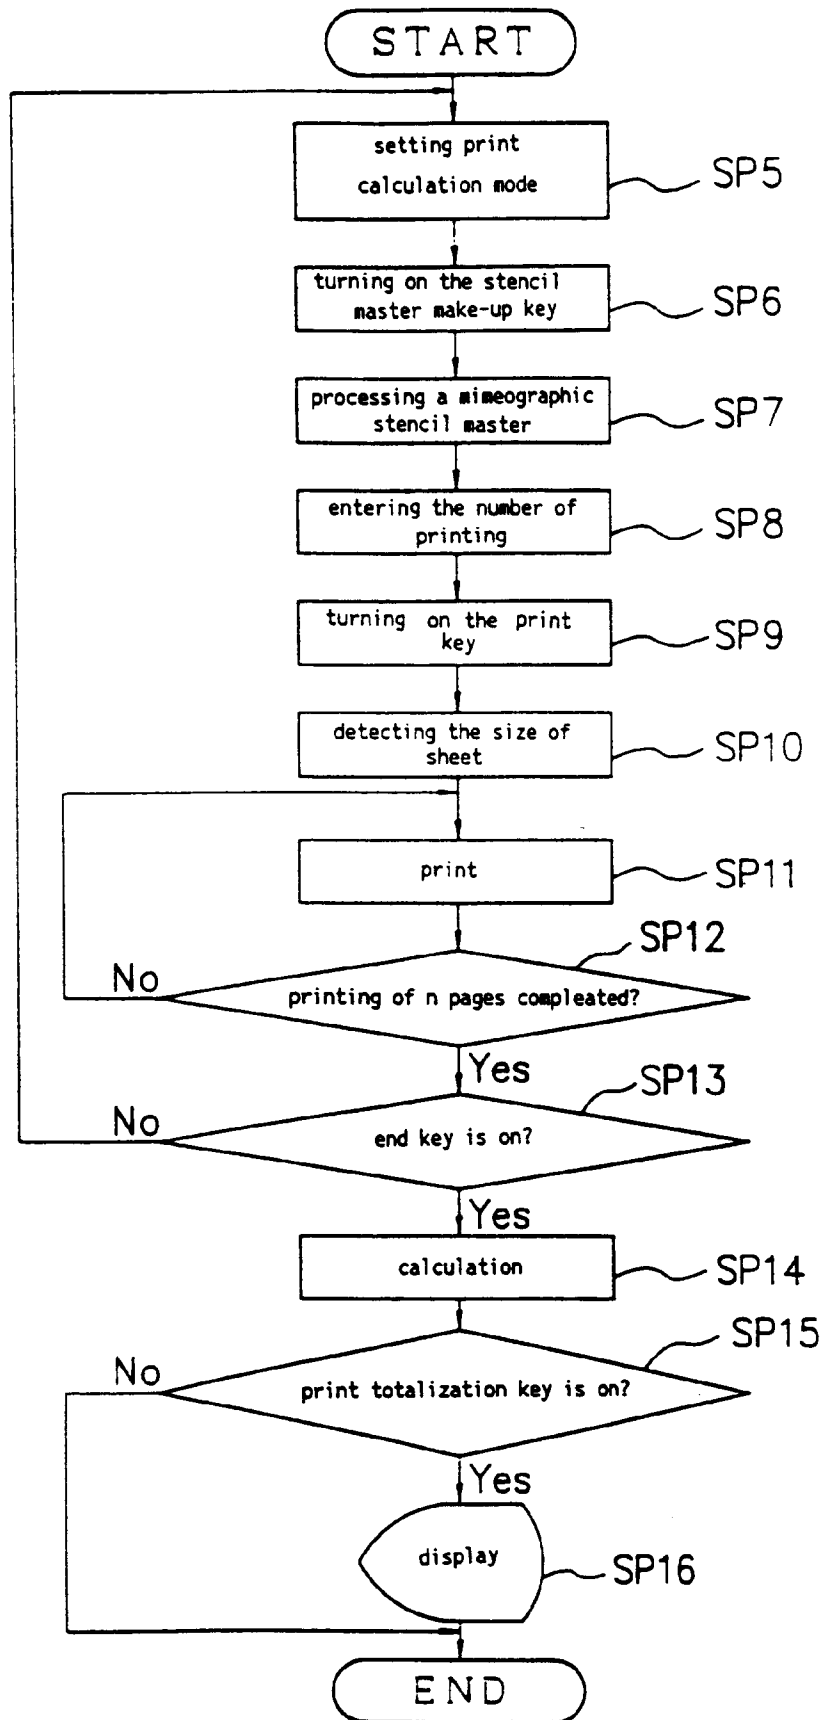 START
setting print
calculation mode
SP5
turning on the stencil
master make-up key
SP6
processing a mimeographic
stencil master
SP7
entering the number of
printing
SP8
turning on the print
key
SP9
detecting the size of
sheet
SP10
print
SP11
SP12
No
printing of n pages compleated?
Yes
SP13
No
end key is on?
Yes
calculation
SP14
SP15
No
print totalization key is on?
Yes
display
SP16
END